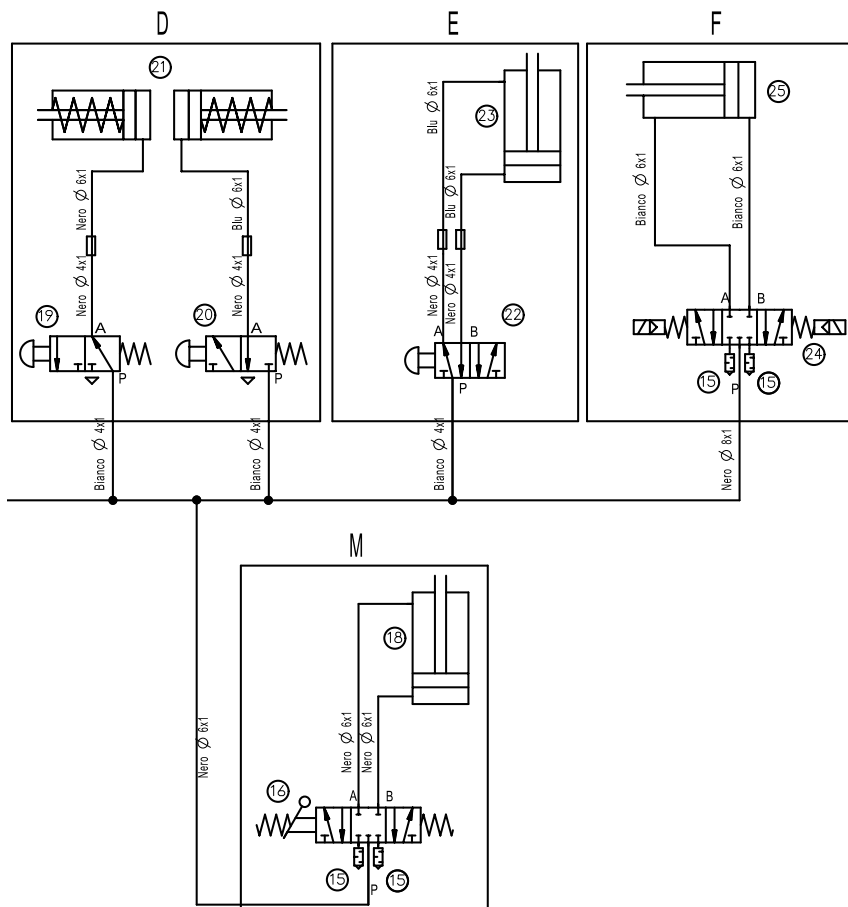 D
E
F
21
23
25
Nero Ø 6x1
Blu Ø 6x1
Blu Ø 6x1
Blu Ø 6x1
Bianco Ø 6x1
Bianco Ø 6x1
Nero Ø 4x1
Nero Ø 4x1
Nero Ø 4x1
Nero Ø 4x1
19
A
P
20
A
P
A
B
22
P
A
B
24
15
15
P
Bianco Ø 4x1
Bianco Ø 4x1
Bianco Ø 4x1
Nero Ø 8x1
M
18
Nero Ø 6x1
Nero Ø 6x1
Nero Ø 6x1
16
A
B
15
15
P